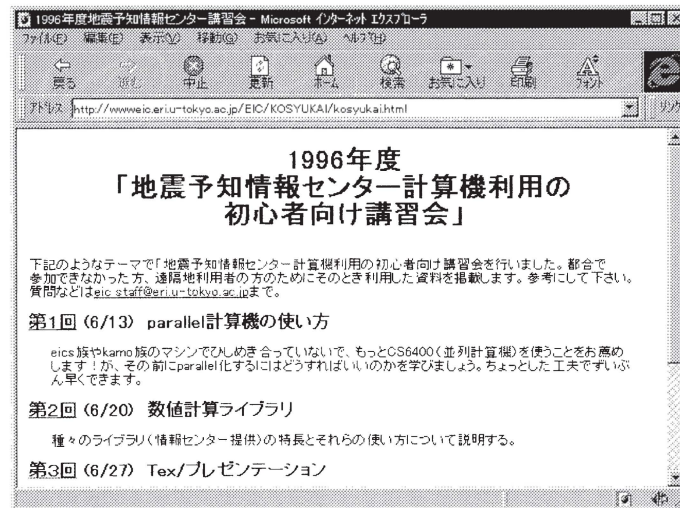 1996年度地震予知情報センター講習会 - Microsoft インターネット エクスプローラ
ファイル(F) 編集(E) 表示(V) 移動(G) お気に入り(A) ヘルプ(H)
戻る 進む 中止 更新 ホーム 検索 お気に入り 印刷 フォント
アドレス http://wwweic.eri.u-tokyo.ac.jp/EIC/KOSYUKAI/kosyukai.html リンク
1996年度
「地震予知情報センター計算機利用の
初心者向け講習会」
下記のようなテーマで「地震予知情報センター計算機利用の初心者向け講習会を行いました。都合で
参加できなかった方、遠隔地利用者の方のためにそのとき利用した資料を掲載します。参考にして下さい。
質問などはeic staff@eri.u-tokyo.ac.jpまで。
第1回 (6/13) parallel計算機の使い方
eics族やkamo族のマシンでひしめき合っていないで、もっとCS6400(並列計算機)を使うことをお薦め
します!が、その前にparallel化するにはどうすればいいのかを学びましょう。ちょっとした工夫でずいぶ
ん早くできます。
第2回 (6/20) 数値計算ライブラリ
種々のライブラリ(情報センター提供)の特長とそれらの使い方について説明する。
第3回 (6/27) Tex/プレゼンテーション